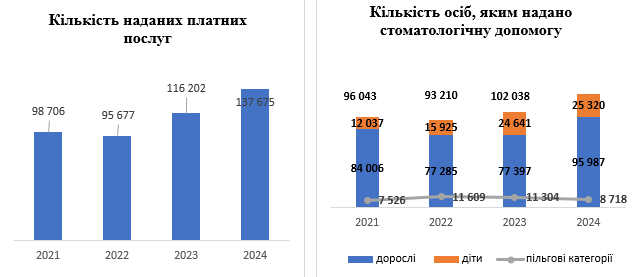 Кількість наданих платних
послуг
98 706
95 677
116 202
137 675
2021 2022 2023 2024
Кількість осіб, яким надано
стоматологічну допомогу
96 043 93 210 102 038
12 037 15 925 24 641 25 320
84 006 77 285 77 397 95 987
7 526 11 609 11 304 8 718
2021 2022 2023 2024
дорослі діти пільгові категорії